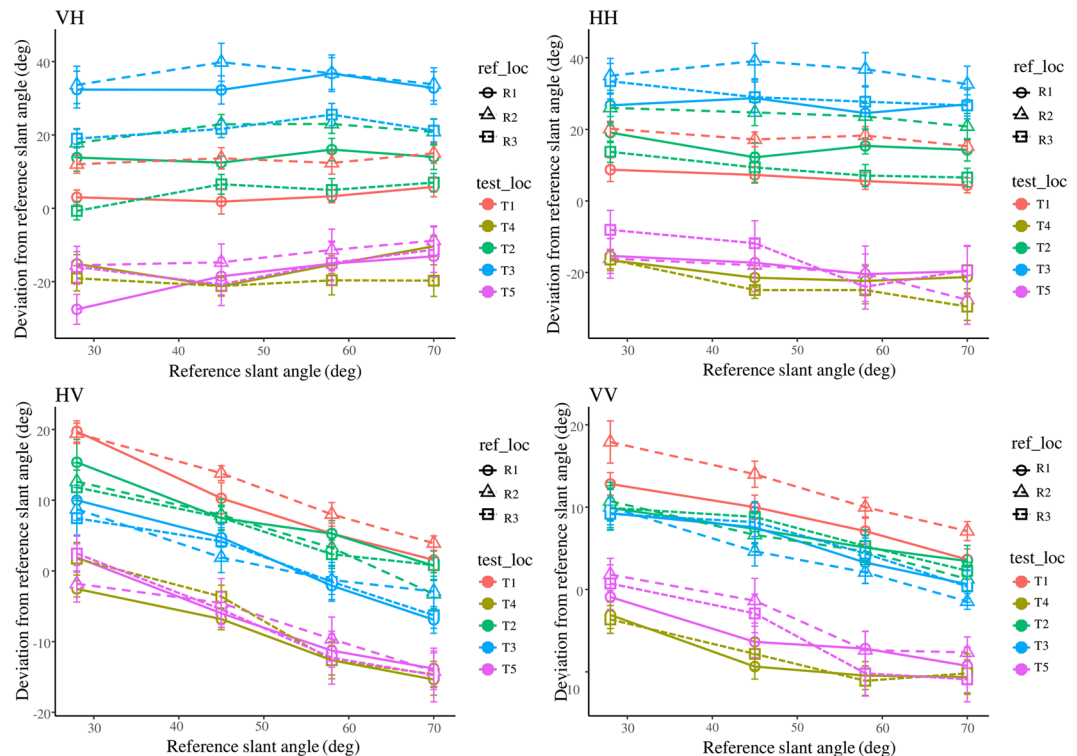 VH
Deviation from reference slant angle (deg)
40
20
0
-20
30
40
50
60
70
Reference slant angle (deg)
ref_loc
R1
R2
R3
test_loc
T1
T4
T2
T3
T5
HH
Deviation from reference slant angle (deg)
40
20
0
-20
30
40
50
60
70
Reference slant angle (deg)
ref_loc
R1
R2
R3
test_loc
T1
T4
T2
T3
T5
HV
Deviation from reference slant angle (deg)
20
10
0
-10
-20
30
40
50
60
70
Reference slant angle (deg)
ref_loc
R1
R2
R3
test_loc
T1
T4
T2
T3
T5
VV
Deviation from reference slant angle (deg)
20
10
0
10
30
40
50
60
70
Reference slant angle (deg)
ref_loc
R1
R2
R3
test_loc
T1
T4
T2
T3
T5